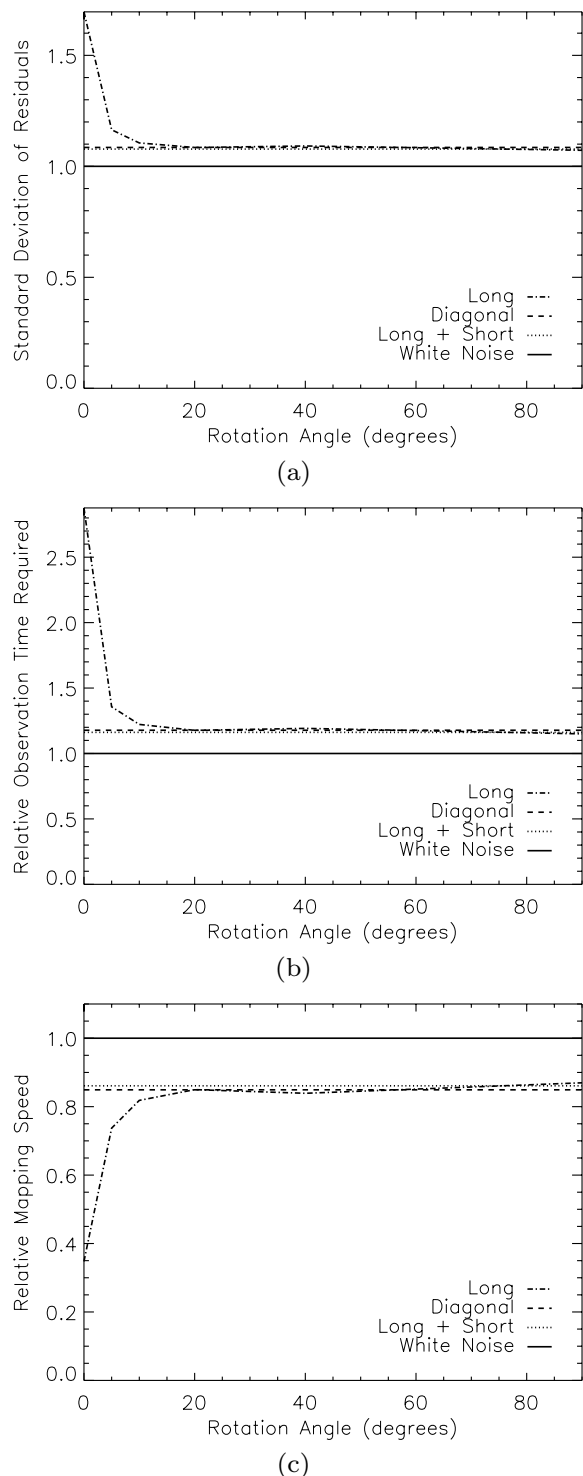 Standard Deviation of Residuals
1.5
1.0
0.5
0.0
Long
Diagonal
Long + Short
White Noise
0 20 40 60 80
Rotation Angle (degrees)
(a)
Relative Observation Time Required
2.5
2.0
1.5
1.0
0.5
0.0
Long
Diagonal
Long + Short
White Noise
0 20 40 60 80
Rotation Angle (degrees)
(b)
Relative Mapping Speed
1.0
0.8
0.6
0.4
0.2
0.0
Long
Diagonal
Long + Short
White Noise
0 20 40 60 80
Rotation Angle (degrees)
(c)